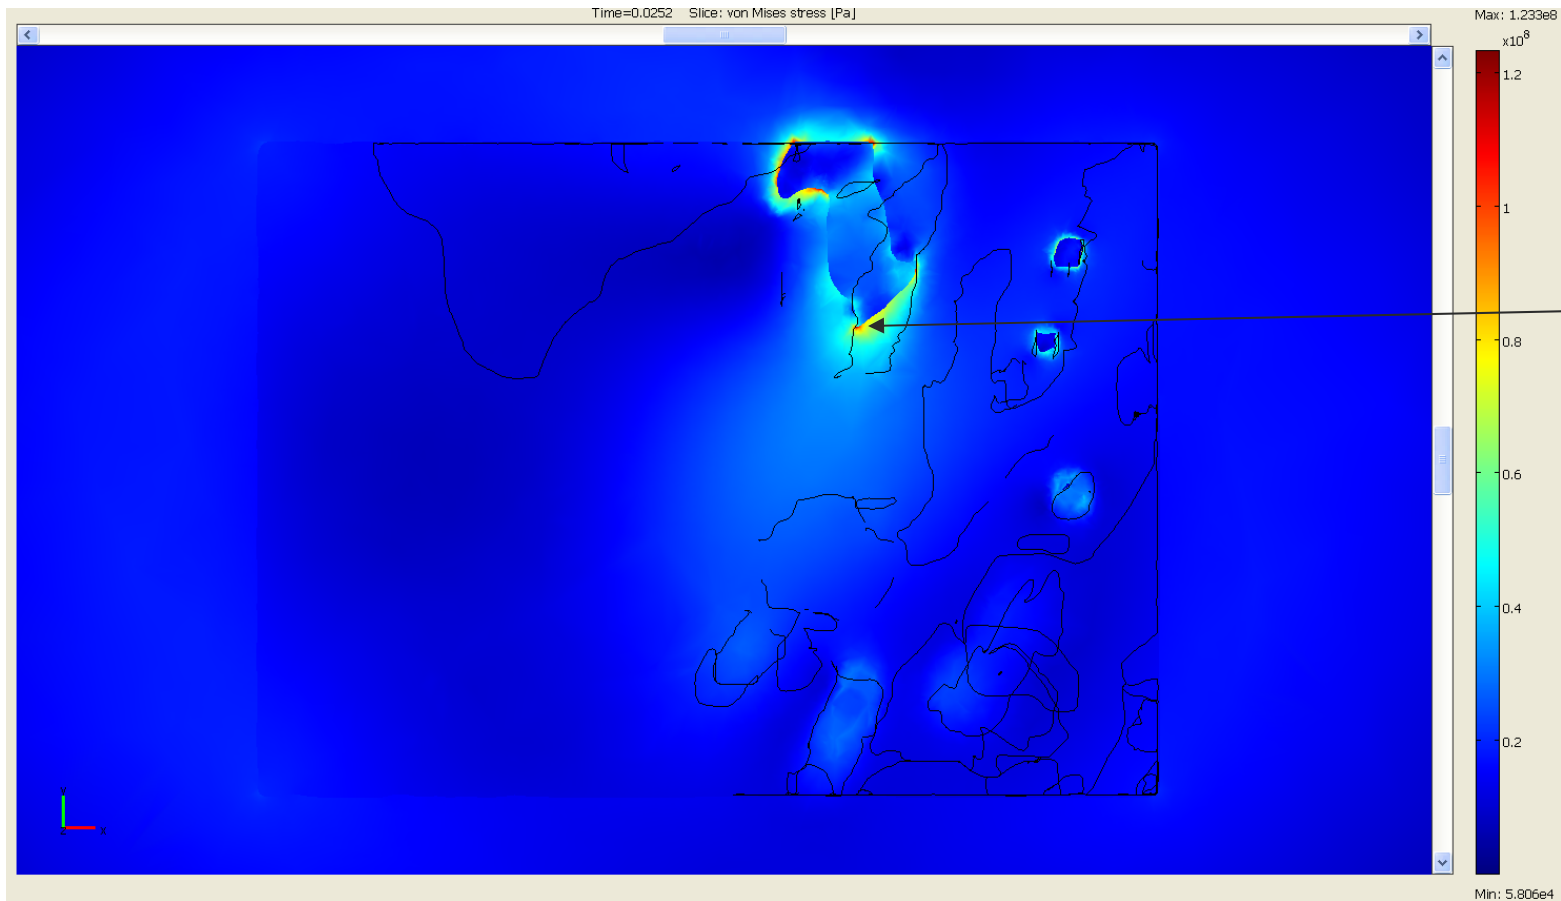 Time=0.0252 Slice: von Mises stress [Pa]
Max: 1.233e8
x10⁸
1.2
1
0.8
0.6
0.4
0.2
Min: 5.806e4
y
x